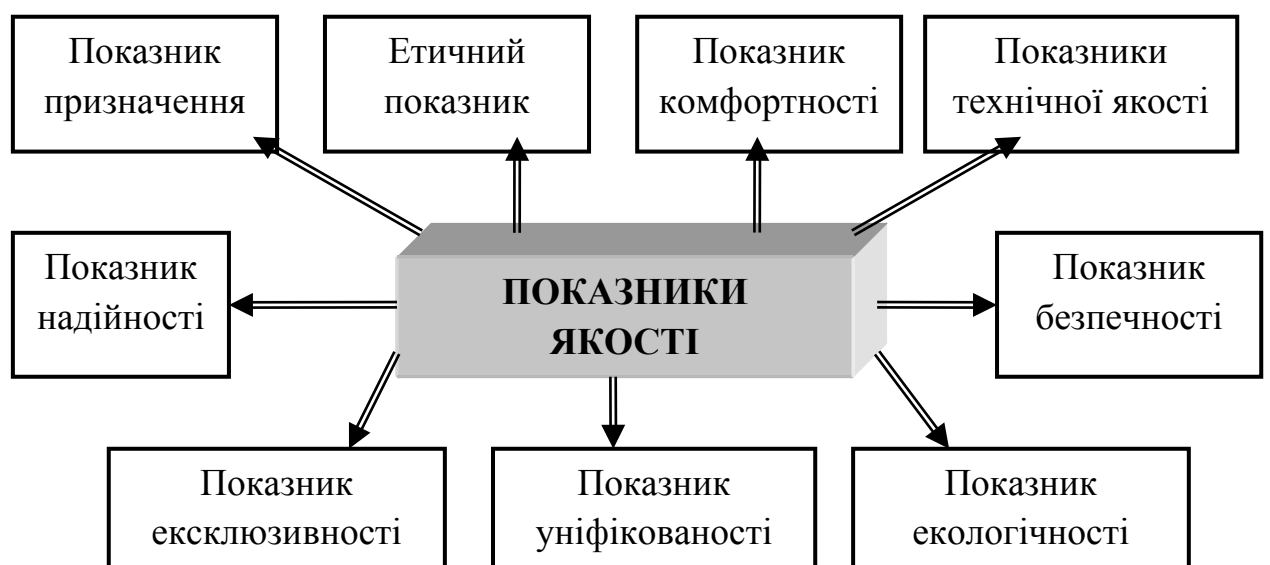 Показник
призначення
Етичний
показник
Показник
комфортності
Показники
технічної якості
Показник
надійності
ПОКАЗНИКИ
ЯКОСТІ
Показник
безпечності
Показник
ексклюзивності
Показник
уніфікованості
Показник
екологічності